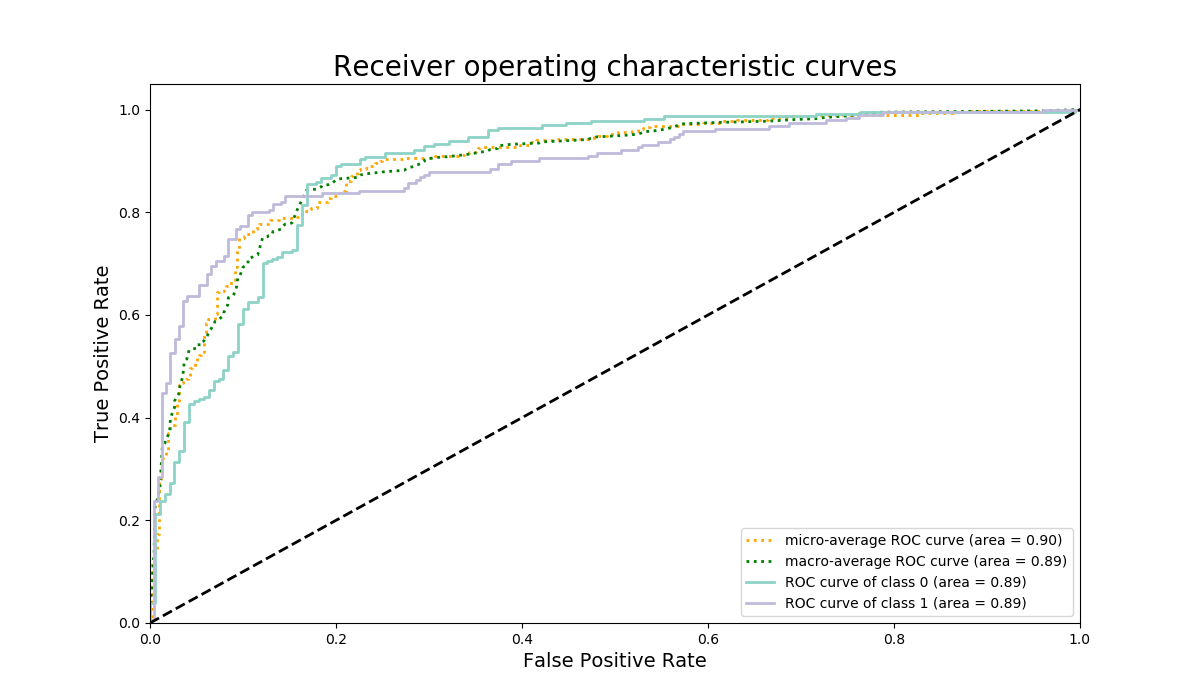 Receiver operating characteristic curves
1.0
0.8
0.6
0.4
0.2
0.0
True Positive Rate
micro-average ROC curve (area = 0.90)
macro-average ROC curve (area = 0.89)
ROC curve of class 0 (area = 0.89)
ROC curve of class 1 (area = 0.89)
0.0 0.2 0.4 0.6 0.8 1.0
False Positive Rate